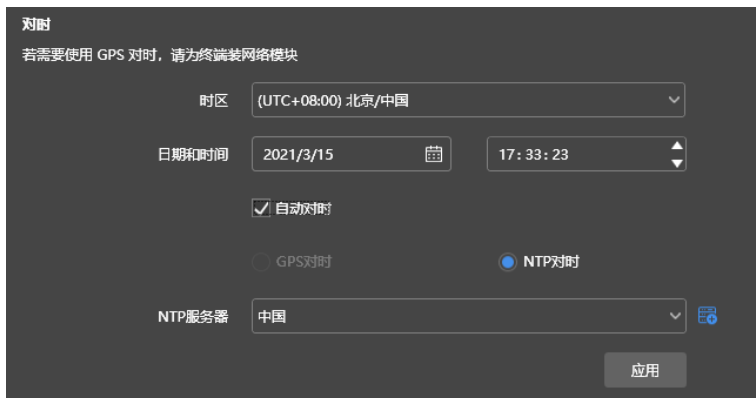 对时
若需要使用 GPS 对时，请为终端装网络模块
时区 (UTC+08:00) 北京/中国
日期和时间 2021/3/15 17:33:23
自动对时
GPS对时 NTP对时
NTP服务器 中国
应用